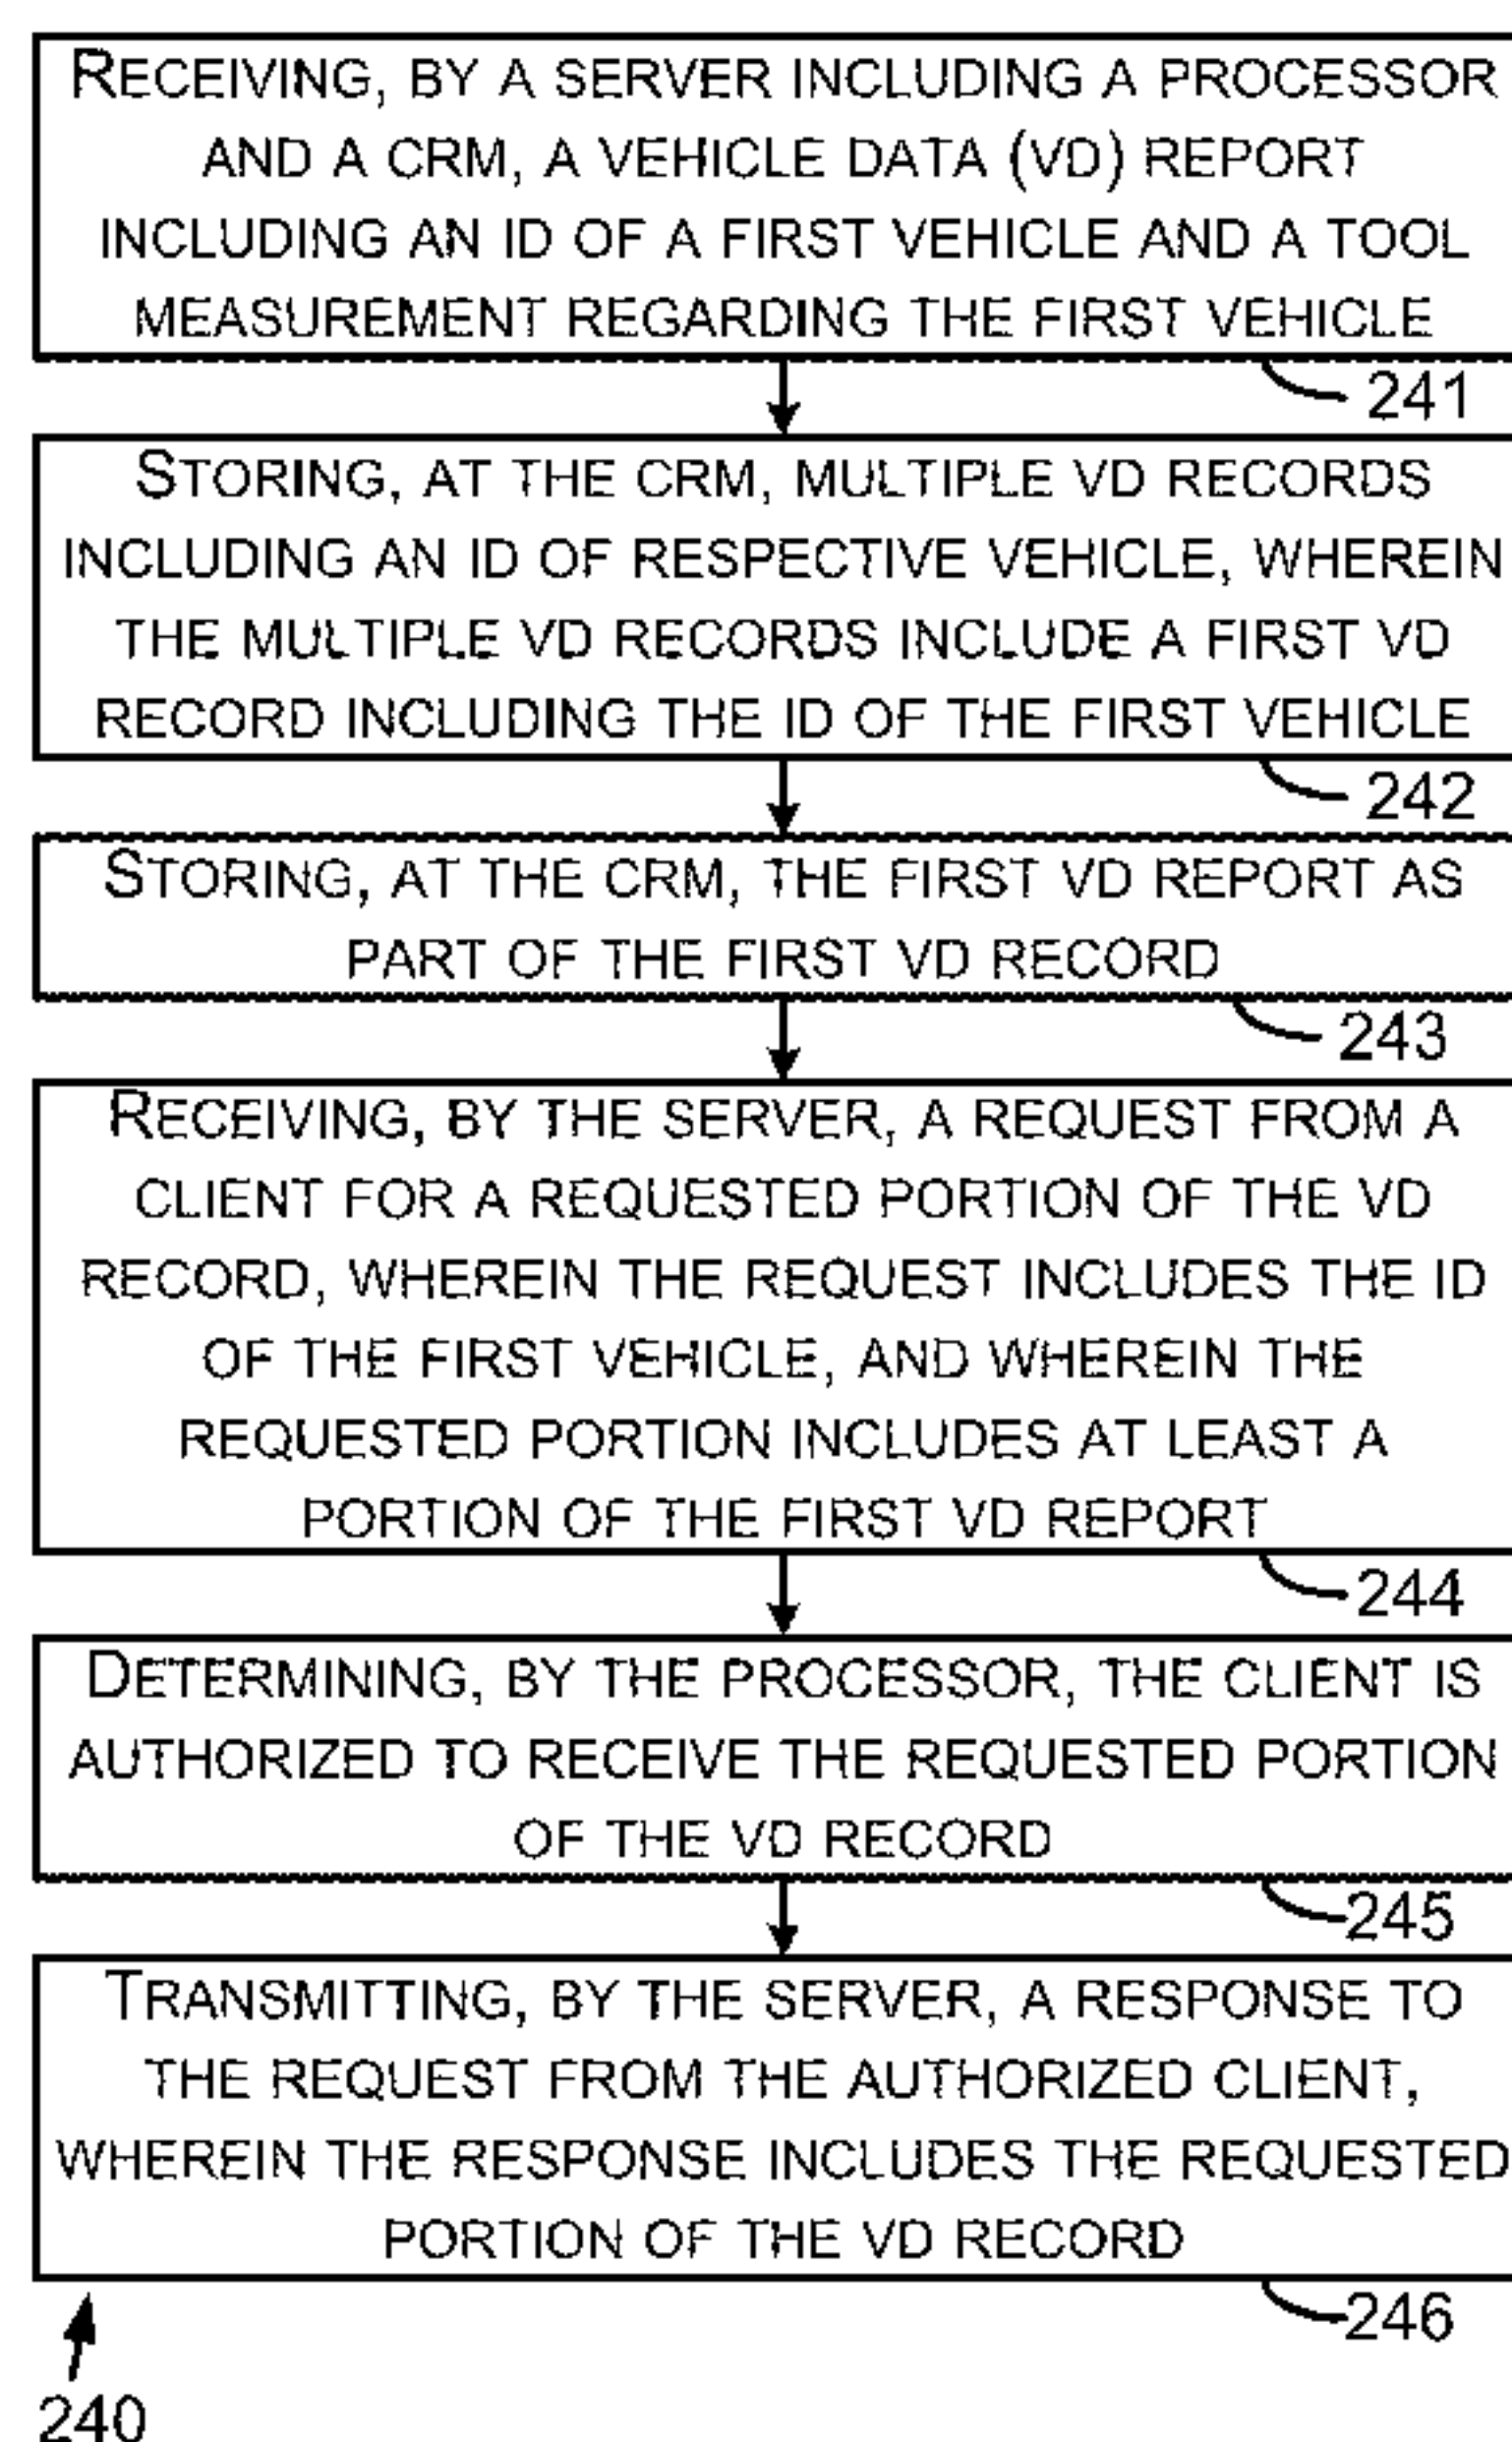 RECEIVING, BY A SERVER INCLUDING A PROCESSOR
AND A CRM, A VEHICLE DATA (VD) REPORT
INCLUDING AN ID OF A FIRST VEHICLE AND A TOOL
MEASUREMENT REGARDING THE FIRST VEHICLE
241
STORING, AT THE CRM, MULTIPLE VD RECORDS
INCLUDING AN ID OF RESPECTIVE VEHICLE, WHEREIN
THE MULTIPLE VD RECORDS INCLUDE A FIRST VD
RECORD INCLUDING THE ID OF THE FIRST VEHICLE
242
STORING, AT THE CRM, THE FIRST VD REPORT AS
PART OF THE FIRST VD RECORD
243
RECEIVING, BY THE SERVER, A REQUEST FROM A
CLIENT FOR A REQUESTED PORTION OF THE VD
RECORD, WHEREIN THE REQUEST INCLUDES THE ID
OF THE FIRST VEHICLE, AND WHEREIN THE
REQUESTED PORTION INCLUDES AT LEAST A
PORTION OF THE FIRST VD REPORT
244
DETERMINING, BY THE PROCESSOR, THE CLIENT IS
AUTHORIZED TO RECEIVE THE REQUESTED PORTION
OF THE VD RECORD
245
TRANSMITTING, BY THE SERVER, A RESPONSE TO
THE REQUEST FROM THE AUTHORIZED CLIENT,
WHEREIN THE RESPONSE INCLUDES THE REQUESTED
PORTION OF THE VD RECORD
246
240